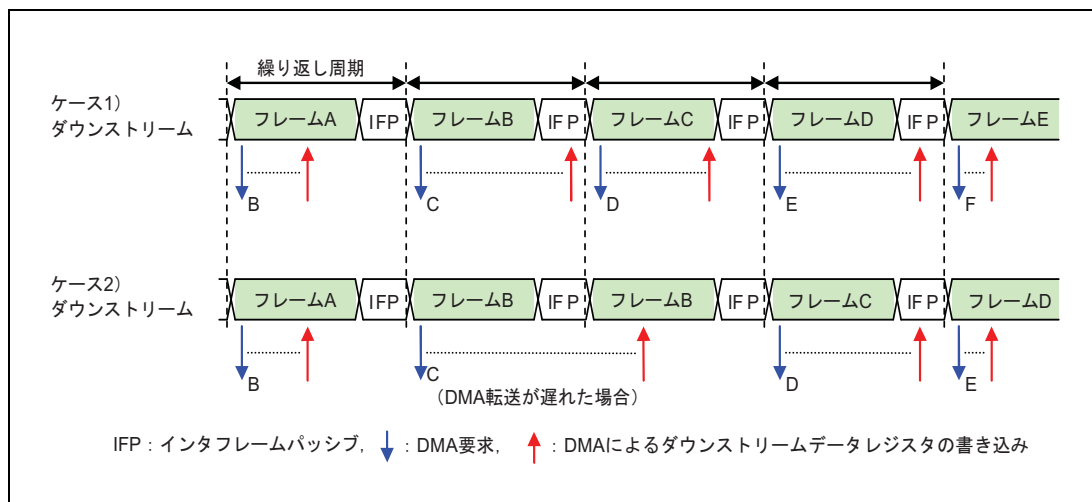 繰り返し周期
ケース1)
ダウンストリーム
フレームA IFP フレームB IFP フレームC IFP フレームD IFP フレームE
B C D E F
ケース2)
ダウンストリーム
フレームA IFP フレームB IFP フレームB IFP フレームC IFP フレームD
B C D E
(DMA転送が遅れた場合)
IFP：インタフレームパッシブ, ：DMA要求, ：DMAによるダウンストリームデータレジスタの書き込み